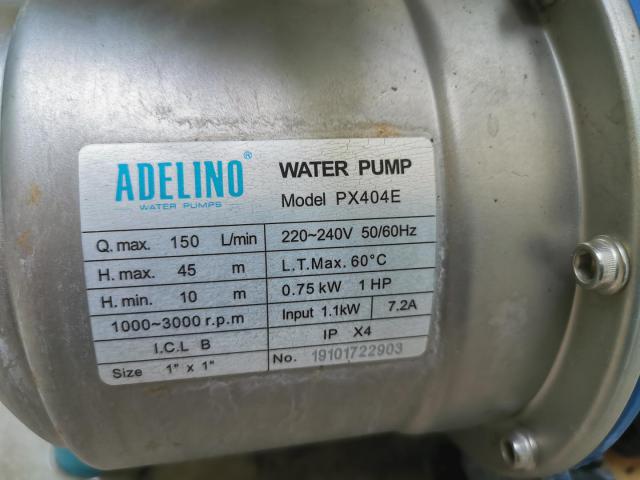 ADELINO®
WATER PUMPS
WATER PUMP
Model PX404E
Q. max. 150 L/min
H. max. 45 m
H. min. 10 m
1000~3000 r.p.m
I.C.L B
Size 1" x 1"
220~240V 50/60Hz
L.T.Max. 60°C
0.75 kW 1 HP
Input 1.1kW 7.2A
IP X4
No. 19101722903